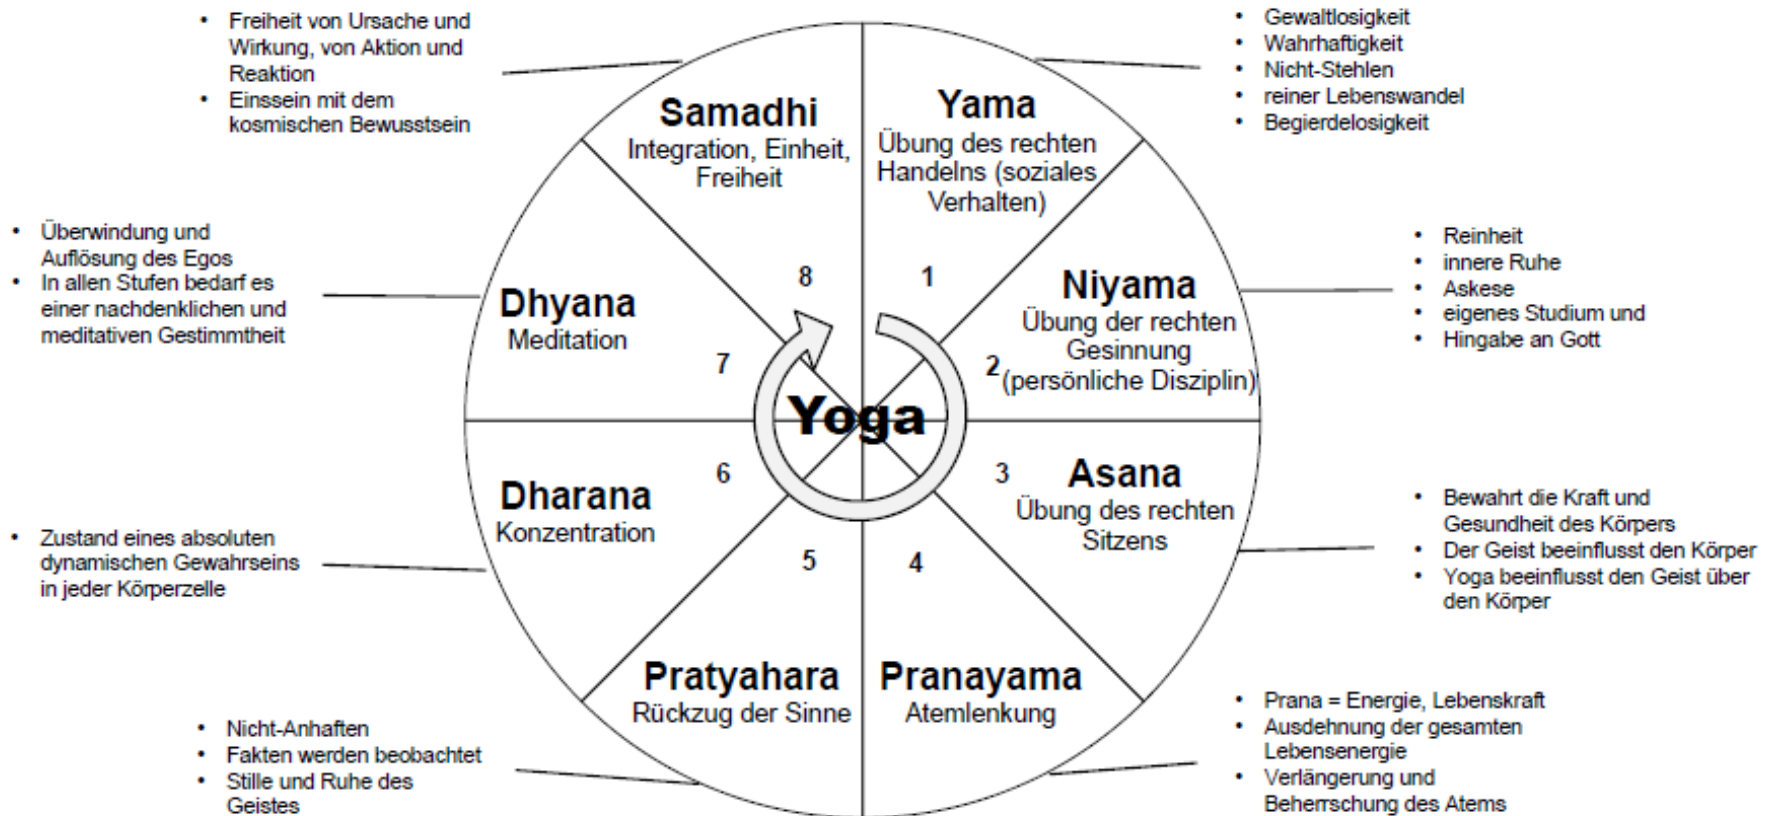 • Freiheit von Ursache und
Wirkung, von Aktion und
Reaktion
• Einssein mit dem
kosmischen Bewusstsein
• Gewaltlosigkeit
• Wahrhaftigkeit
• Nicht-Stehlen
• reiner Lebenswandel
• Begierdelosigkeit
Samadhi
Integration, Einheit,
Freiheit
8
Yama
Übung des rechten
Handelns (soziales
Verhalten)
1
• Überwindung und
Auflösung des Egos
• In allen Stufen bedarf es
einer nachdenklichen und
meditativen Gestimmtheit
Dhyana
Meditation
7
Niyama
Übung der rechten
Gesinnung
2 (persönliche Disziplin)
• Reinheit
• innere Ruhe
• Askese
• eigenes Studium und
• Hingabe an Gott
Yoga
• Zustand eines absoluten
dynamischen Gewahrseins
in jeder Körperzelle
6
Dharana
Konzentration
3
Asana
Übung des rechten
Sitzens
• Bewahrt die Kraft und
Gesundheit des Körpers
• Der Geist beeinflusst den Körper
• Yoga beeinflusst den Geist über
den Körper
5
Pratyahara
Rückzug der Sinne
4
Pranayama
Atemlenkung
• Nicht-Anhaften
• Fakten werden beobachtet
• Stille und Ruhe des
Geistes
• Prana = Energie, Lebenskraft
• Ausdehnung der gesamten
Lebensenergie
• Verlängerung und
Beherrschung des Atems